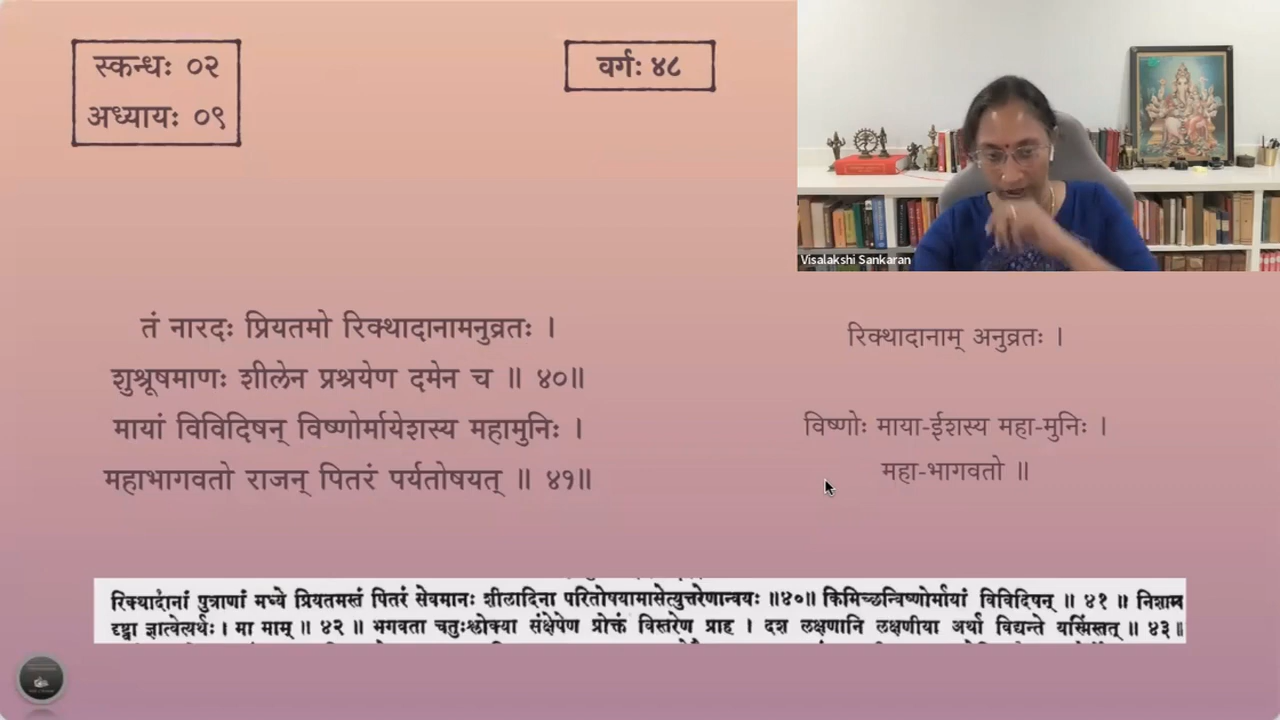 स्कन्धः ०२
अध्यायः ०९
वर्गः ४८
Visalakshi Sankaran
तं नारदः प्रियतमो रिक्थादानामनुव्रतः ।
शुश्रूषमाणः शीलेन प्रश्रयेण दमेन च ॥ ४०॥
मायां विविदिषन् विष्णोर्मायेशस्य महामुनिः ।
महाभागवतो राजन् पितरं पर्यतोषयत् ॥ ४१॥
रिक्थादानाम् अनुव्रतः ।
विष्णोः माया-ईशस्य महा-मुनिः ।
महा-भागवतो ॥
रिक्थादानां पुत्राणां मध्ये प्रियतमस्तं पितरं सेवमानः शीलादिना परितोषयामासेत्युत्तरेणान्वयः ॥४०॥ किमिच्छन्विष्णोर्मायां विविदिषन् ॥ ४१ ॥ निशाम्य
दृष्ट्वा ज्ञात्वेत्यर्थः । मा माम् ॥ ४२ ॥ भगवता चतुःश्लोक्या संक्षेपेण प्रोक्तं विस्तरेण प्राह । दश लक्षणानि लक्षणीया अर्था विद्यन्ते यस्मिंस्तत् ॥ ४३॥